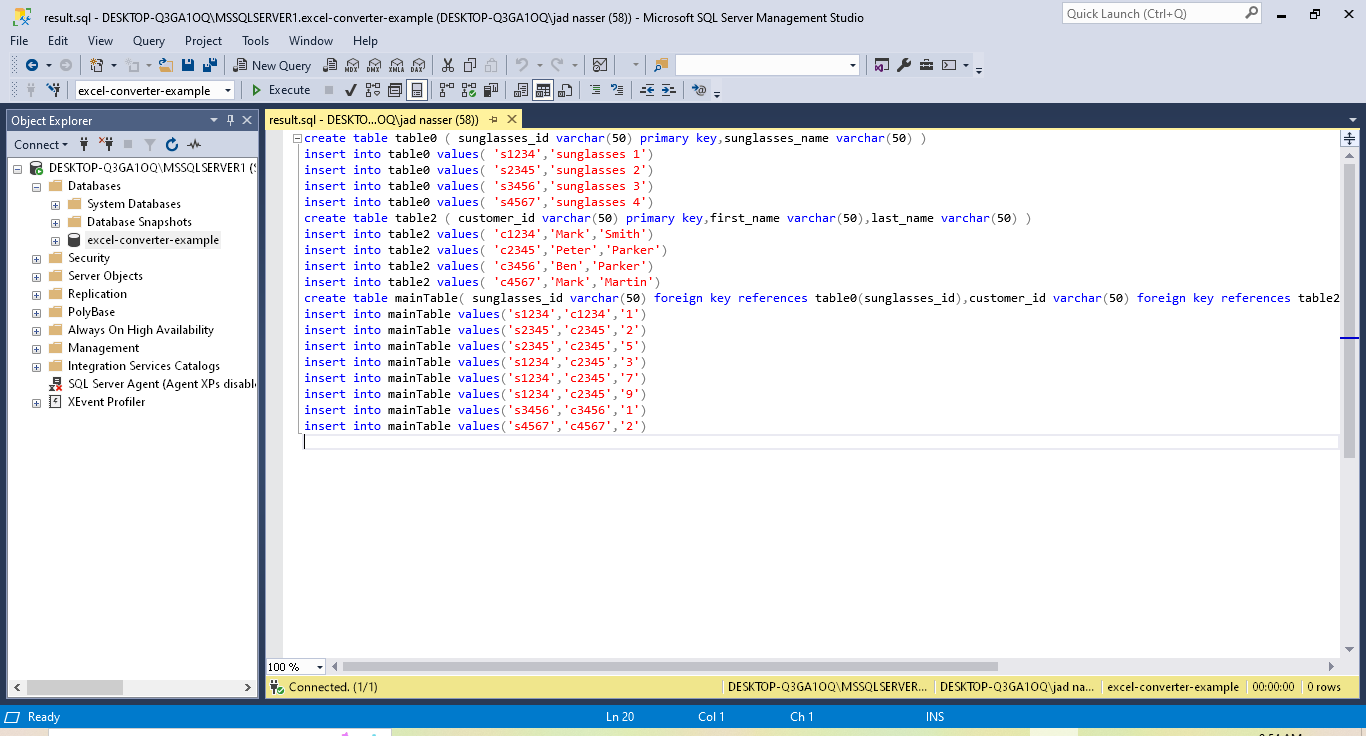 result.sql - DESKTOP-Q3GA1OQ\MSSQLSERVER1.excel-converter-example (DESKTOP-Q3GA1OQ\jad nasser (58)) - Microsoft SQL Server Management Studio
Quick Launch (Ctrl+Q)
File Edit View Query Project Tools Window Help
New Query MDX DMX XMLA DAX
excel-converter-example Execute
Object Explorer
result.sql - DESKTO...OQ\jad nasser (58))
Connect
DESKTOP-Q3GA1OQ\MSSQLSERVER1 (
Databases
System Databases
Database Snapshots
excel-converter-example
Security
Server Objects
Replication
PolyBase
Always On High Availability
Management
Integration Services Catalogs
SQL Server Agent (Agent XPs disabl
XEvent Profiler
create table table0 ( sunglasses_id varchar(50) primary key,sunglasses_name varchar(50) )
insert into table0 values( 's1234','sunglasses 1')
insert into table0 values( 's2345','sunglasses 2')
insert into table0 values( 's3456','sunglasses 3')
insert into table0 values( 's4567','sunglasses 4')
create table table2 ( customer_id varchar(50) primary key,first_name varchar(50),last_name varchar(50) )
insert into table2 values( 'c1234','Mark','Smith')
insert into table2 values( 'c2345','Peter','Parker')
insert into table2 values( 'c3456','Ben','Parker')
insert into table2 values( 'c4567','Mark','Martin')
create table mainTable( sunglasses_id varchar(50) foreign key references table0(sunglasses_id),customer_id varchar(50) foreign key references table2
insert into mainTable values('s1234','c1234','1')
insert into mainTable values('s2345','c2345','2')
insert into mainTable values('s2345','c2345','5')
insert into mainTable values('s1234','c2345','3')
insert into mainTable values('s1234','c2345','7')
insert into mainTable values('s1234','c2345','9')
insert into mainTable values('s3456','c3456','1')
insert into mainTable values('s4567','c4567','2')
100 %
Connected. (1/1) DESKTOP-Q3GA1OQ\MSSQLSERVER... DESKTOP-Q3GA1OQ\jad na... excel-converter-example 00:00:00 0 rows
Ready Ln 20 Col 1 Ch 1 INS